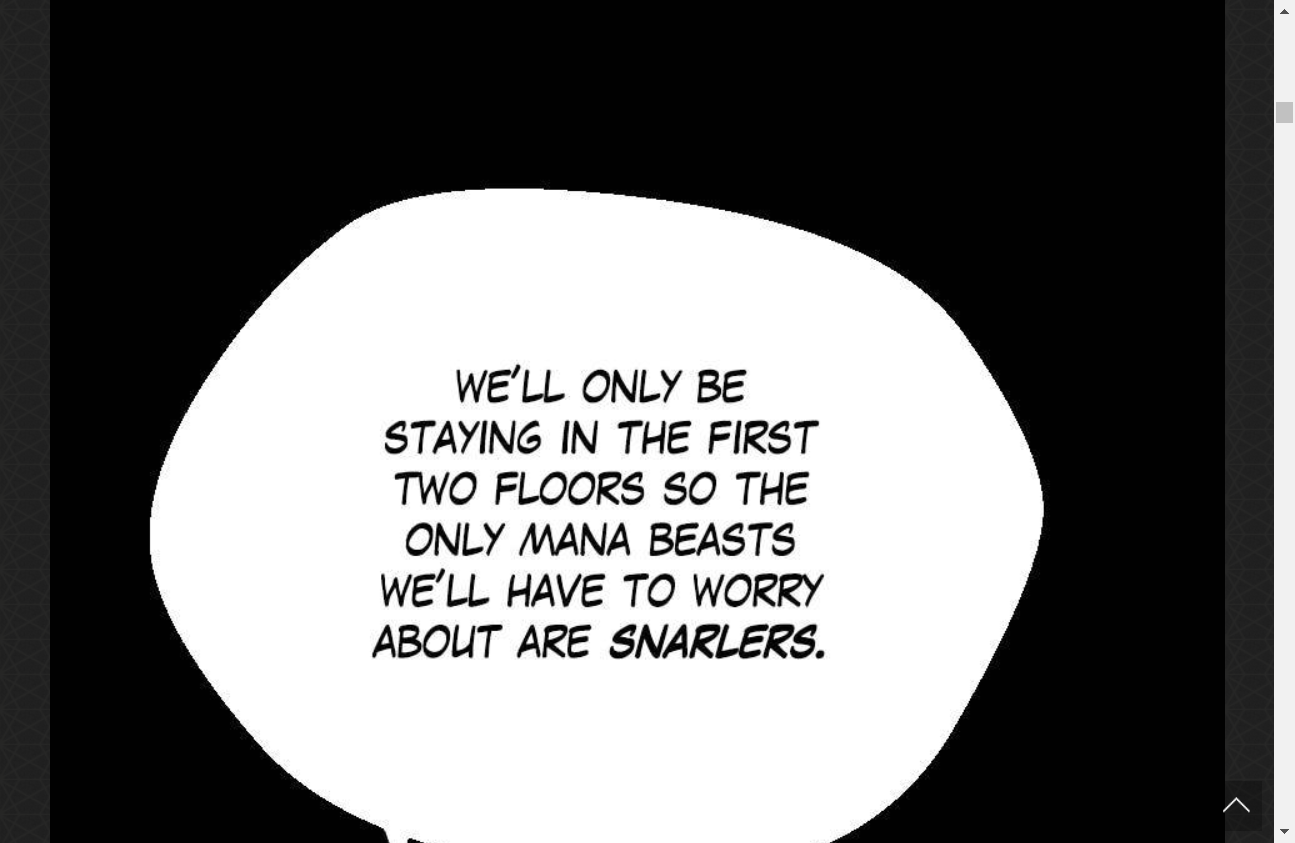 WE'LL ONLY BE
STAYING IN THE FIRST
TWO FLOORS SO THE
ONLY MANA BEASTS
WE'LL HAVE TO WORRY
ABOUT ARE SNARLERS.